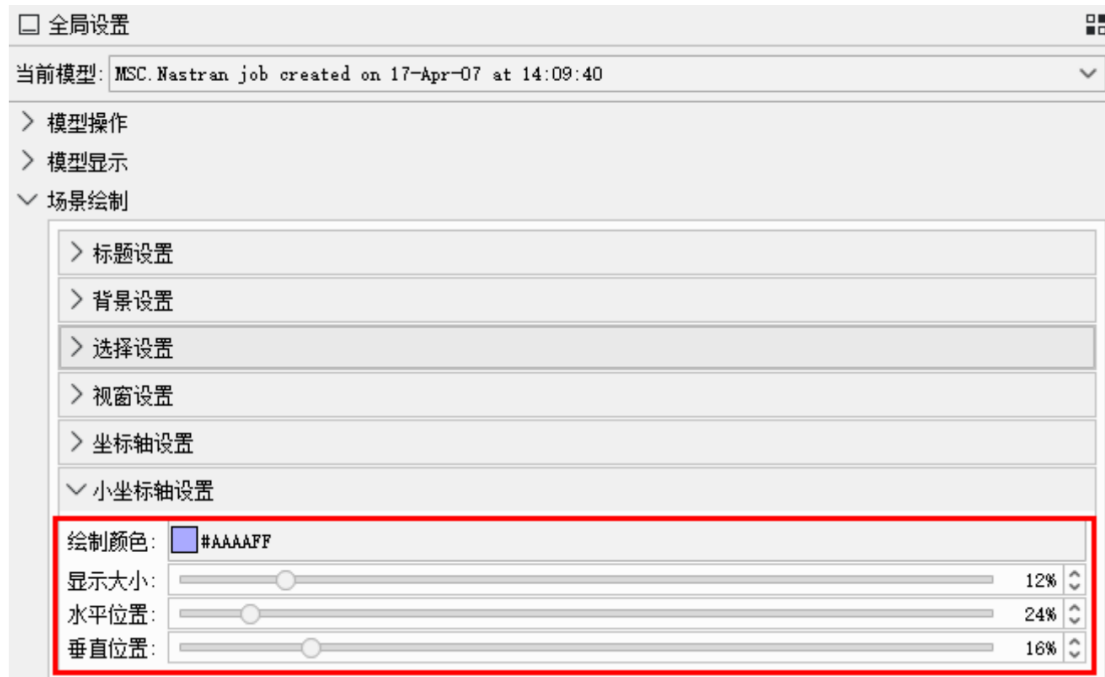 全局设置
当前模型: MSC.Nastran job created on 17-Apr-07 at 14:09:40
模型操作
模型显示
场景绘制
标题设置
背景设置
选择设置
视窗设置
坐标轴设置
小坐标轴设置
绘制颜色: #AAAAFF
显示大小: 12%
水平位置: 24%
垂直位置: 16%